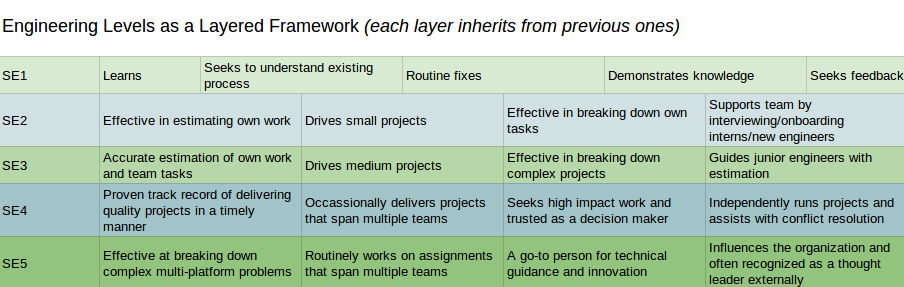 Engineering Levels as a Layered Framework (each layer inherits from previous ones)
SE1
Learns
Seeks to understand existing
process
Routine fixes
Demonstrates knowledge
Seeks feedback
SE2
Effective in estimating own work
Drives small projects
Effective in breaking down own
tasks
Supports team by
interviewing/onboarding
interns/new engineers
SE3
Accurate estimation of own work
and team tasks
Drives medium projects
Effective in breaking down
complex projects
Guides junior engineers with
estimation
SE4
Proven track record of delivering
quality projects in a timely
manner
Occassionally delivers projects
that span multiple teams
Seeks high impact work and
trusted as a decision maker
Independently runs projects and
assists with conflict resolution
SE5
Effective at breaking down
complex multi-platform problems
Routinely works on assignments
that span multiple teams
A go-to person for technical
guidance and innovation
Influences the organization and
often recognized as a thought
leader externally